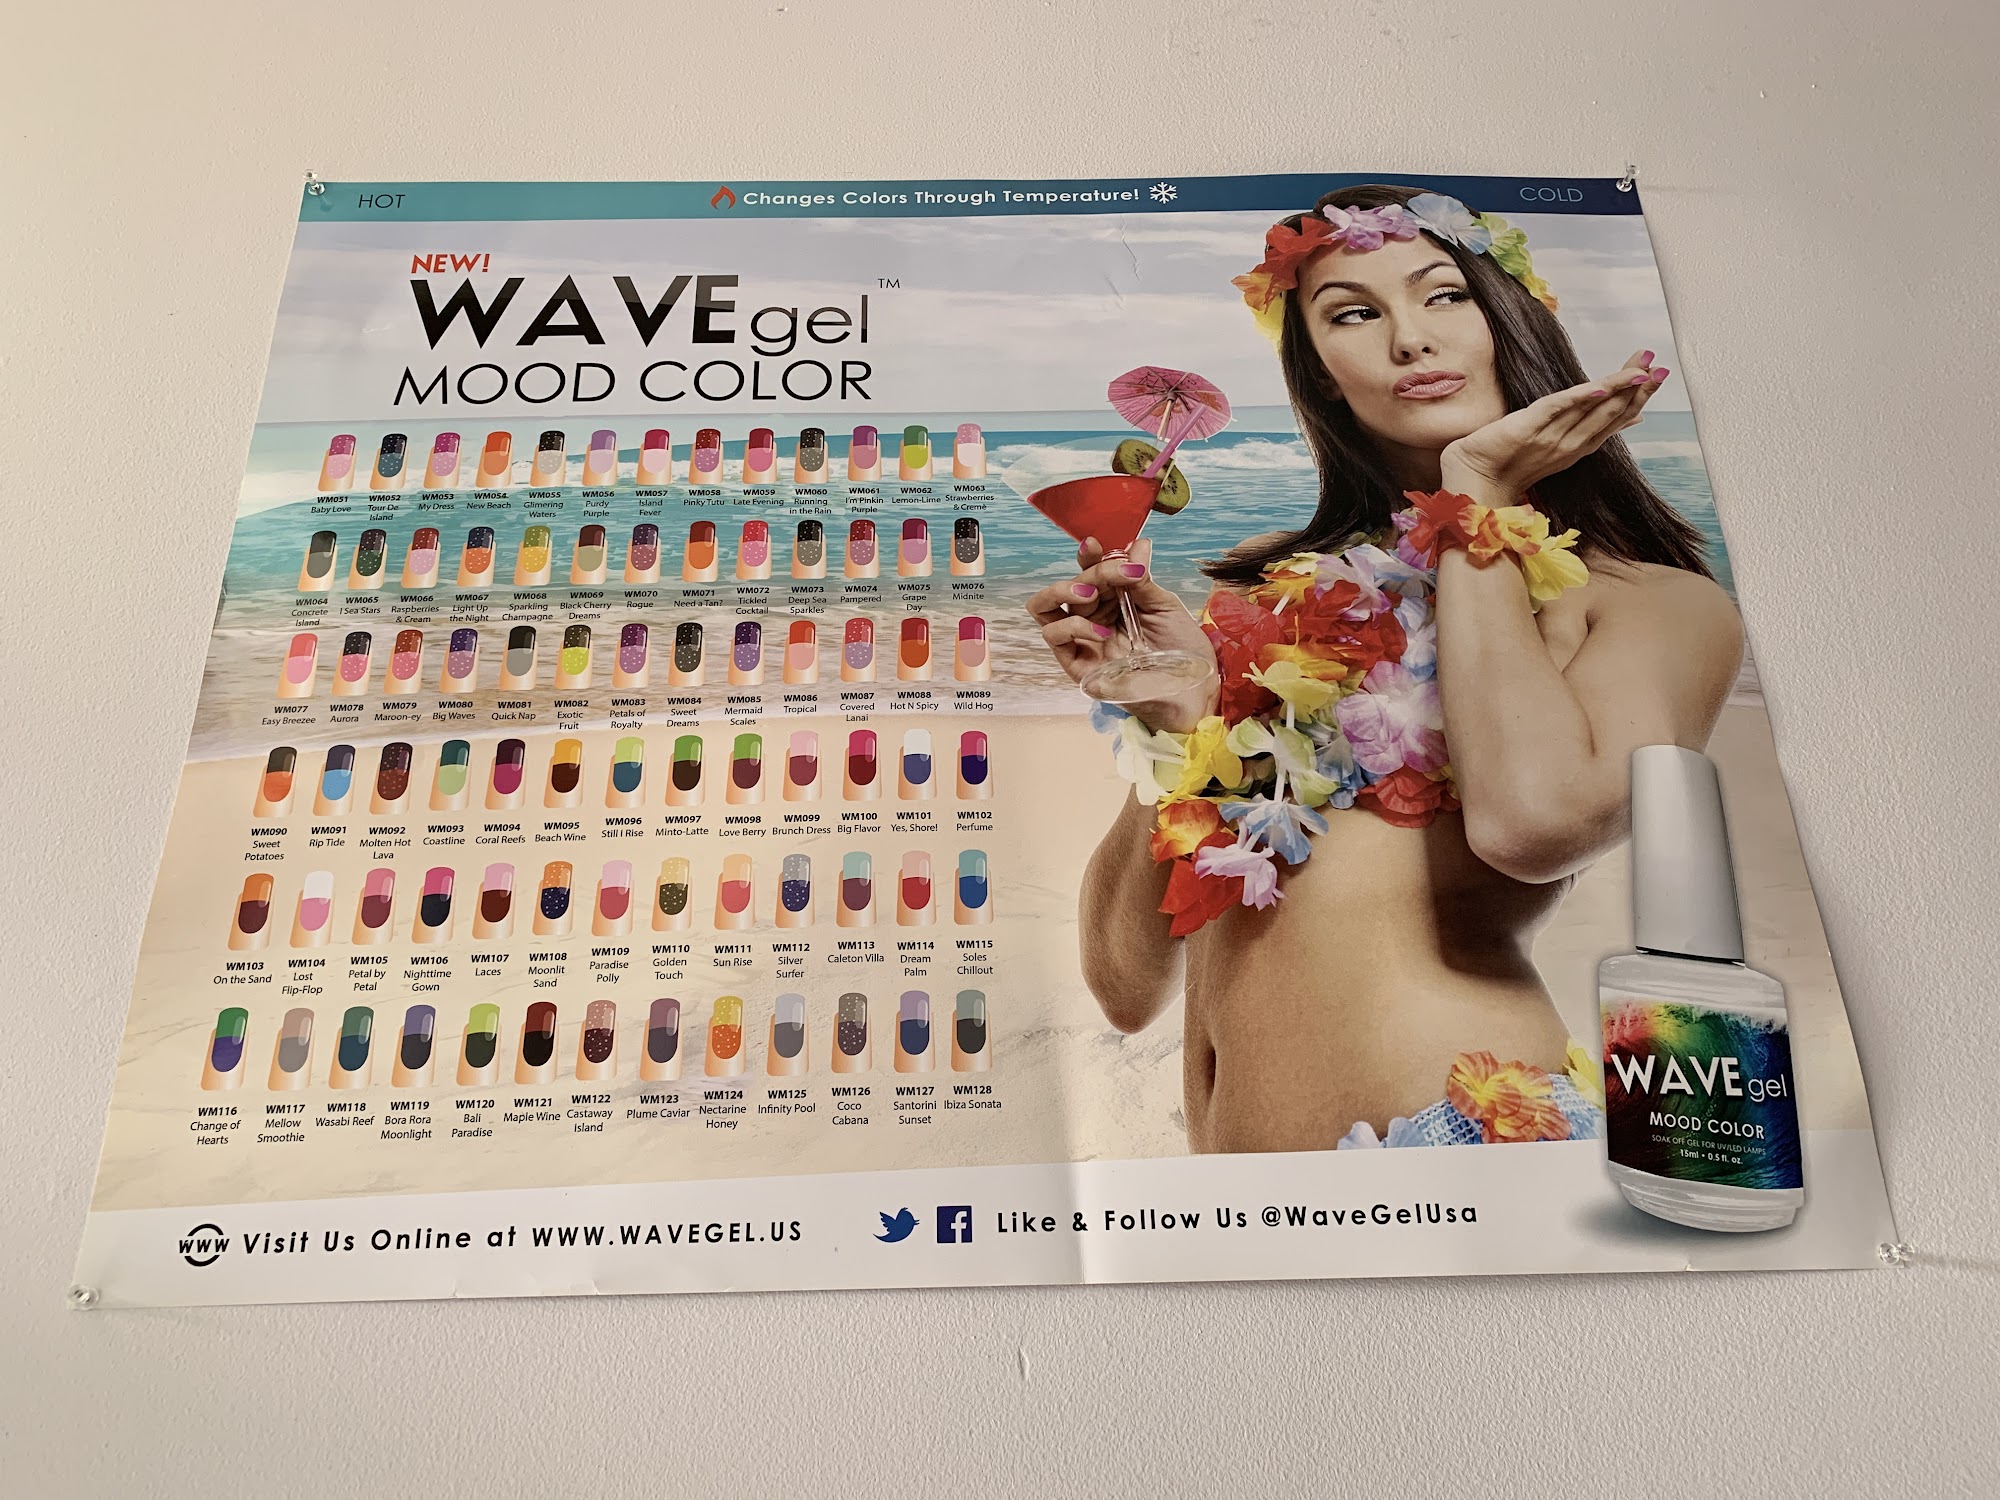 HOT
Changes Colors Through Temperature!
COLD
NEW!
WAVE gel™
MOOD COLOR
WM051 Baby Love
WM052 Tour De Island
WM053 My Dress
WM054 New Beach
WM055 Glimering Waters
WM056 Purdy Purple
WM057 Island Fever
WM058 Pinky Tutu
WM059 Late Evening
WM060 Running in the Rain
WM061 I'm Pinkin Purple
WM062 Lemon-Lime
WM063 Strawberries & Cremé
WM064 Concrete Island
WM065 I Sea Stars
WM066 Raspberries & Cream
WM067 Light Up the Night
WM068 Sparkling Champagne
WM069 Black Cherry Dreams
WM070 Rogue
WM071 Need a Tan?
WM072 Tickled Cocktail
WM073 Deep Sea Sparkles
WM074 Pampered
WM075 Grape Day
WM076 Midnite
WM077 Easy Breezee
WM078 Aurora
WM079 Maroon-ey
WM080 Big Waves
WM081 Quick Nap
WM082 Exotic Fruit
WM083 Petals of Royalty
WM084 Sweet Dreams
WM085 Mermaid Scales
WM086 Tropical
WM087 Covered Lanai
WM088 Hot N Spicy
WM089 Wild Hog
WM090 Sweet Potatoes
WM091 Rip Tide
WM092 Molten Hot Lava
WM093 Coastline
WM094 Coral Reefs
WM095 Beach Wine
WM096 Still I Rise
WM097 Minto-Latte
WM098 Love Berry
WM099 Brunch Dress
WM100 Big Flavor
WM101 Yes, Shore!
WM102 Perfume
WM103 On the Sand
WM104 Lost Flip-Flop
WM105 Petal by Petal
WM106 Nighttime Gown
WM107 Laces
WM108 Moonlit Sand
WM109 Paradise Polly
WM110 Golden Touch
WM111 Sun Rise
WM112 Silver Surfer
WM113 Caleton Villa
WM114 Dream Palm
WM115 Soles Chillout
WM116 Change of Hearts
WM117 Mellow Smoothie
WM118 Wasabi Reef
WM119 Bora Rora Moonlight
WM120 Bali Paradise
WM121 Maple Wine
WM122 Castaway Island
WM123 Plume Caviar
WM124 Nectarine Honey
WM125 Infinity Pool
WM126 Coco Cabana
WM127 Santorini Sunset
WM128 Ibiza Sonata
WAVE gel
MOOD COLOR
SOAK OFF GEL FOR UV/LED LAMPS
15ml • 0.5 fl. oz.
WWW Visit Us Online at WWW.WAVEGEL.US
f Like & Follow Us @WaveGelUsa